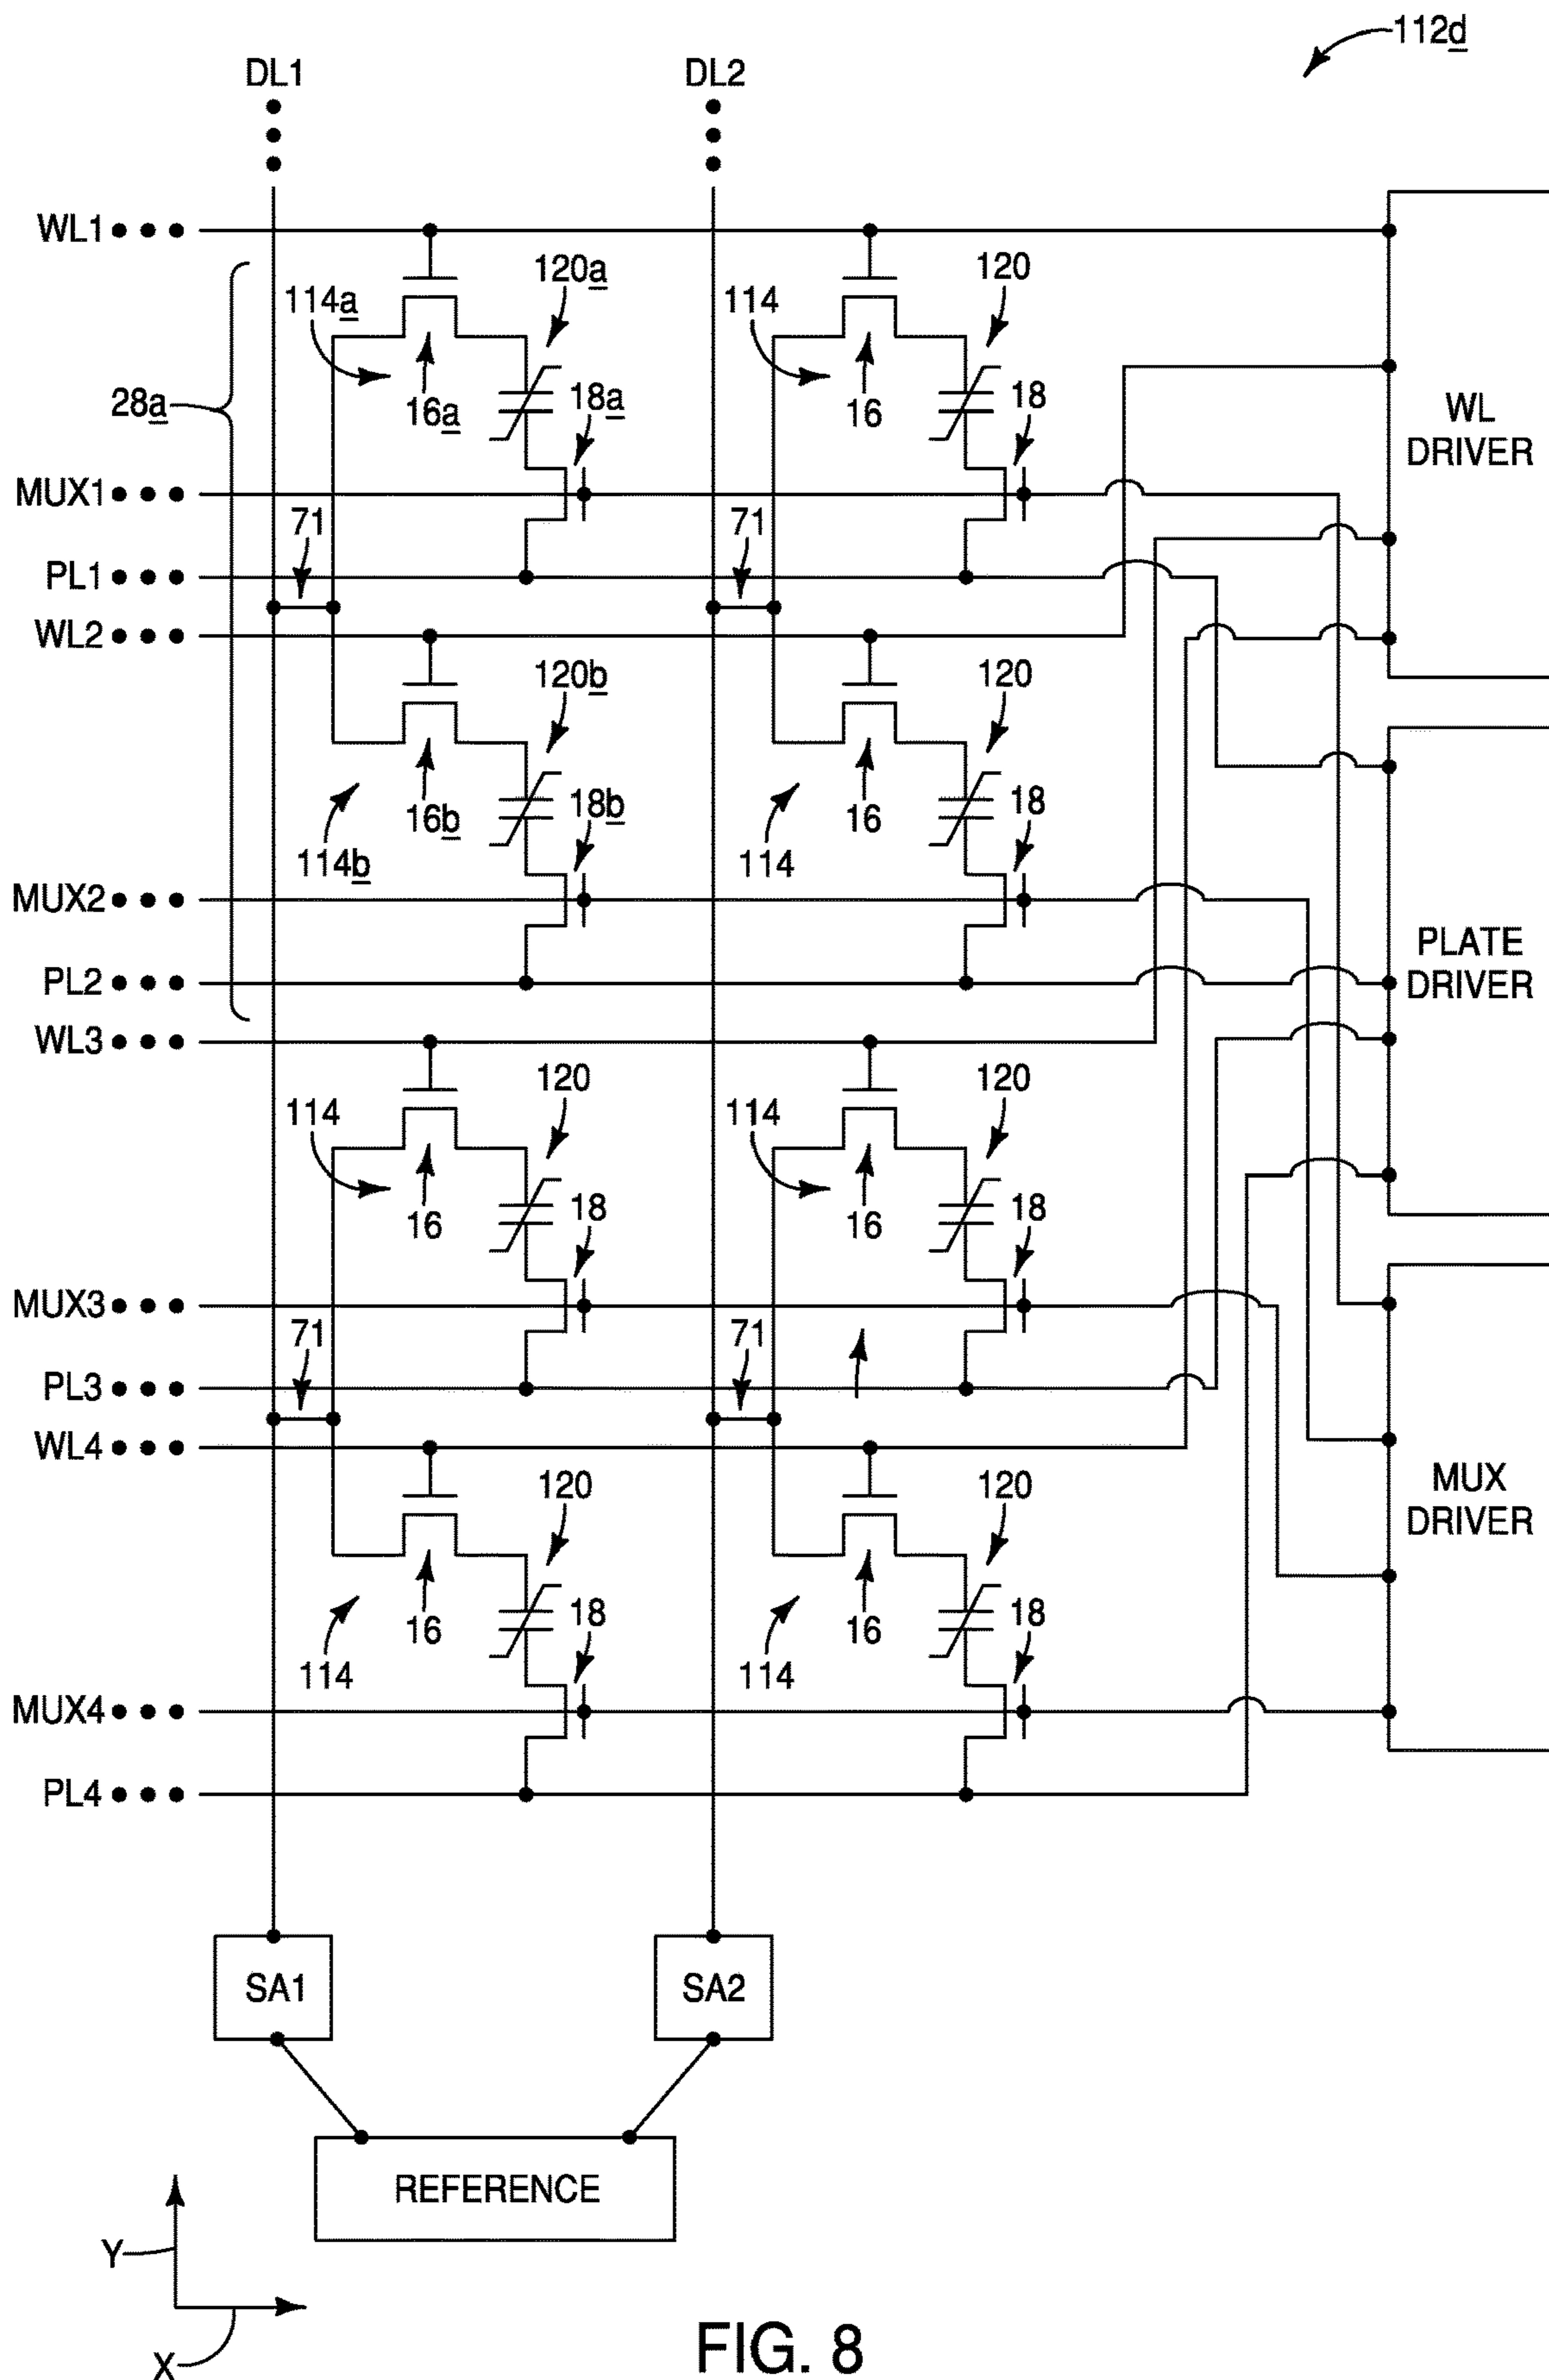 112d
DL1 DL2
WL1
120a 120
114a 114
28a
16a 18a 16 18
WL
DRIVER
MUX1
71 71
PL1
WL2
120b 120
16b 18b 16 18
114b 114
MUX2
PL2
PLATE
DRIVER
WL3
120 120
114 114
16 18 16 18
MUX3
71 71
PL3
WL4
120 120
MUX
DRIVER
16 18 16 18
114 114
MUX4
PL4
SA1 SA2
REFERENCE
Y
X
FIG. 8